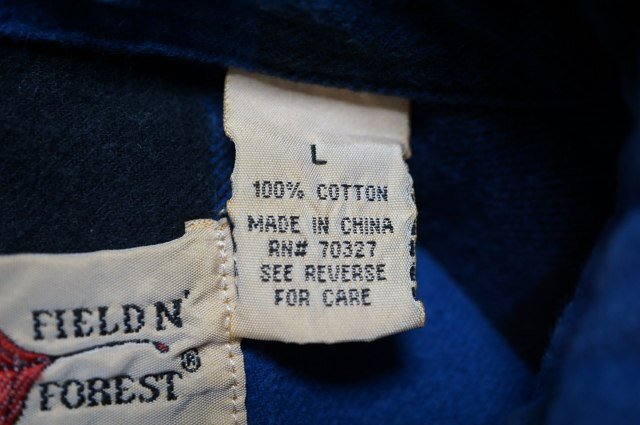 L
100% COTTON
MADE IN CHINA
RN# 70327
SEE REVERSE
FOR CARE
FIELD N'
FOREST®